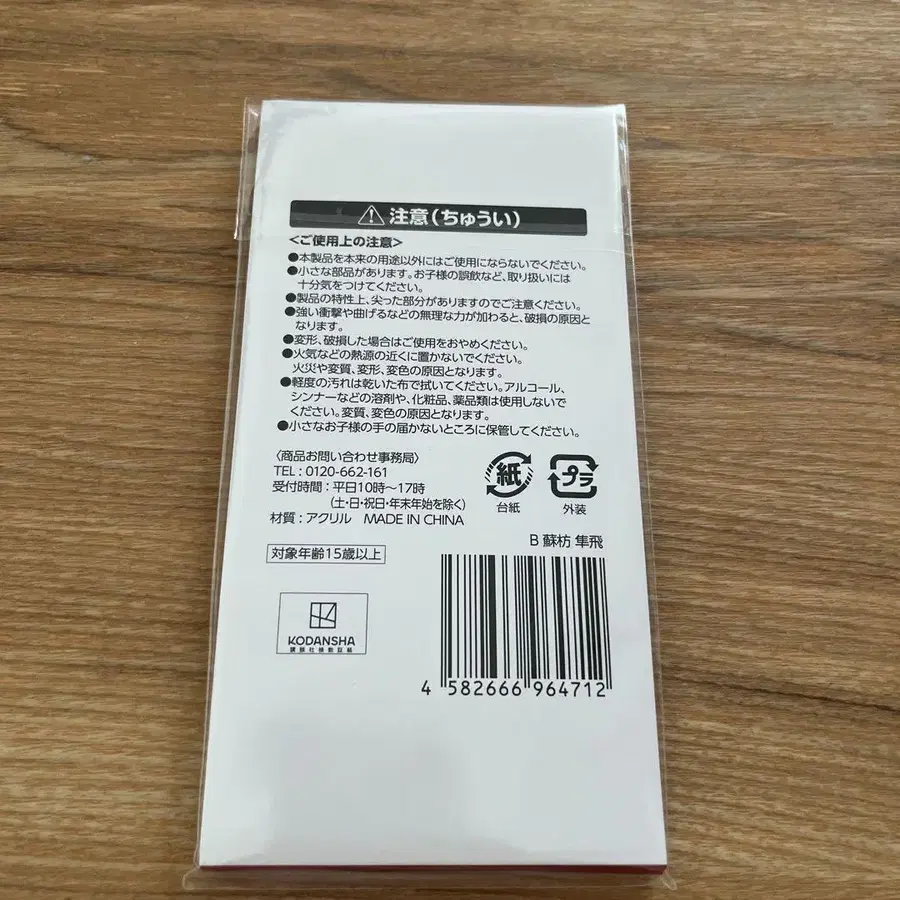 注意(ちゅうい)
<ご使用上の注意>
●本製品を本来の用途以外にはご使用にならないでください。
●小さな部品があります。お子様の誤飲など、取り扱いには
十分気をつけてください。
●製品の特性上、尖った部分がありますのでご注意ください。
●強い衝撃や曲げるなどの無理な力が加わると、破損の原因と
なります。
●変形、破損した場合はご使用をおやめください。
●火気などの熱源の近くに置かないでください。
火災や変質、変形、変色の原因となります。
●軽度の汚れは乾いた布で拭いてください。アルコール、
シンナーなどの溶剤や、化粧品、薬品類は使用しないで
ください。変質、変色の原因となります。
●小さなお子様の手の届かないところに保管してください。
〈商品お問い合わせ事務局〉
TEL:0120-662-161
受付時間:平日10時~17時
(土・日・祝日・年末年始を除く)
材質:アクリル MADE IN CHINA
紙
台紙
プラ
外装
B 蘇枋 隼飛
対象年齢15歳以上
KODANSHA
講談社複製証紙
4 582666 964712